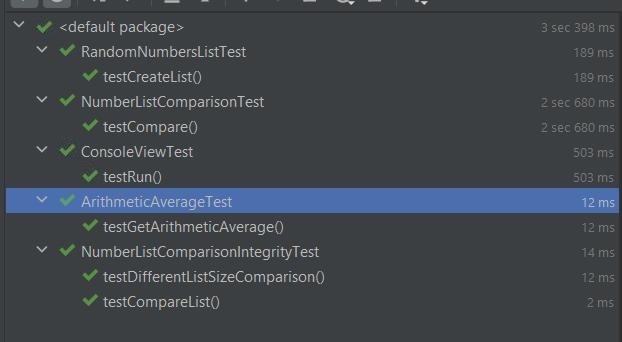 <default package> 3 sec 398 ms
RandomNumbersListTest 189 ms
testCreateList() 189 ms
NumberListComparisonTest 2 sec 680 ms
testCompare() 2 sec 680 ms
ConsoleViewTest 503 ms
testRun() 503 ms
ArithmeticAverageTest 12 ms
testGetArithmeticAverage() 12 ms
NumberListComparisonIntegrityTest 14 ms
testDifferentListSizeComparison() 12 ms
testCompareList() 2 ms